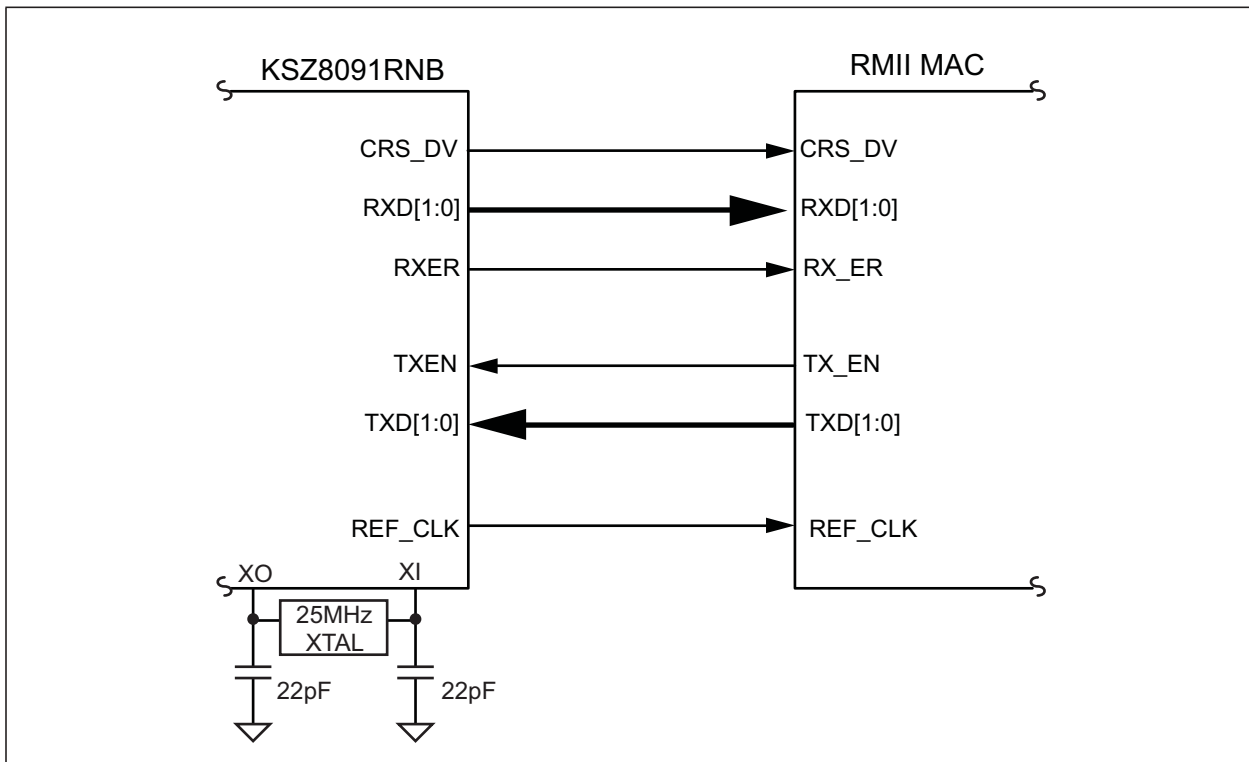 KSZ8091RNB RMII MAC
CRS_DV CRS_DV
RXD[1:0] RXD[1:0]
RXER RX_ER
TXEN TX_EN
TXD[1:0] TXD[1:0]
REF_CLK REF_CLK
XO XI
25MHz
XTAL
22pF 22pF